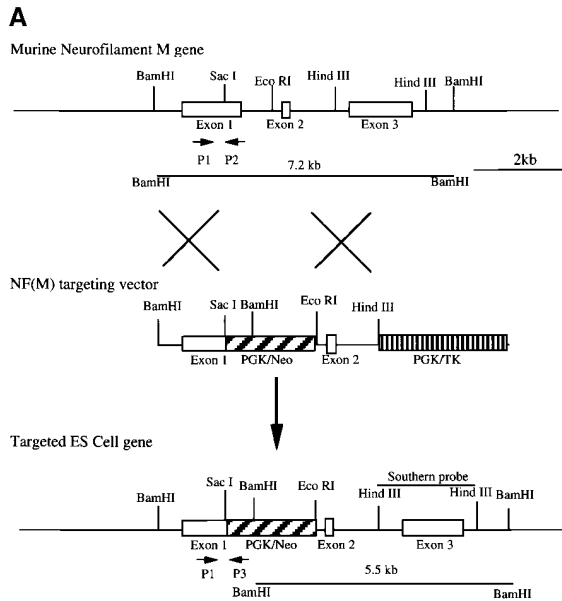 A
Murine Neurofilament M gene
BamHI Sac I Eco RI Hind III Hind III BamHI
Exon 1 Exon 2 Exon 3
P1 P2
7.2 kb 2kb
BamHI BamHI
NF(M) targeting vector
BamHI Sac I BamHI Eco RI Hind III
Exon 1 PGK/Neo Exon 2 PGK/TK
Targeted ES Cell gene
Southern probe
BamHI Sac I BamHI Eco RI Hind III Hind III BamHI
Exon 1 PGK/Neo Exon 2 Exon 3
P1 P3
5.5 kb
BamHI BamHI